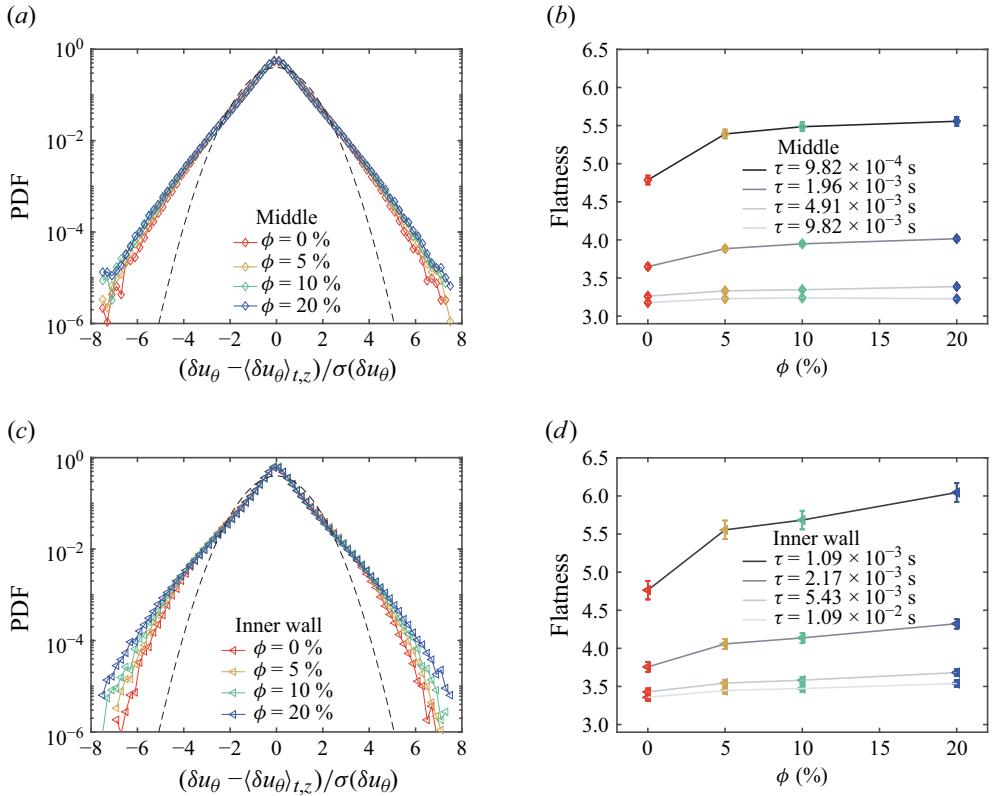 (a)
10⁰
10⁻²
10⁻⁴
10⁻⁶
PDF
Middle
ϕ = 0 %
ϕ = 5 %
ϕ = 10 %
ϕ = 20 %
−8 −6 −4 −2 0 2 4 6 8
(δu_θ −⟨δu_θ⟩_{t,z})/σ(δu_θ)
(b)
6.5
6.0
5.5
5.0
4.5
4.0
3.5
3.0
Flatness
Middle
τ = 9.82 × 10⁻⁴ s
τ = 1.96 × 10⁻³ s
τ = 4.91 × 10⁻³ s
τ = 9.82 × 10⁻³ s
0 5 10 15 20
ϕ (%)
(c)
10⁰
10⁻²
10⁻⁴
10⁻⁶
PDF
Inner wall
ϕ = 0 %
ϕ = 5 %
ϕ = 10 %
ϕ = 20 %
−8 −6 −4 −2 0 2 4 6 8
(δu_θ −⟨δu_θ⟩_{t,z})/σ(δu_θ)
(d)
6.5
6.0
5.5
5.0
4.5
4.0
3.5
3.0
Flatness
Inner wall
τ = 1.09 × 10⁻³ s
τ = 2.17 × 10⁻³ s
τ = 5.43 × 10⁻³ s
τ = 1.09 × 10⁻² s
0 5 10 15 20
ϕ (%)